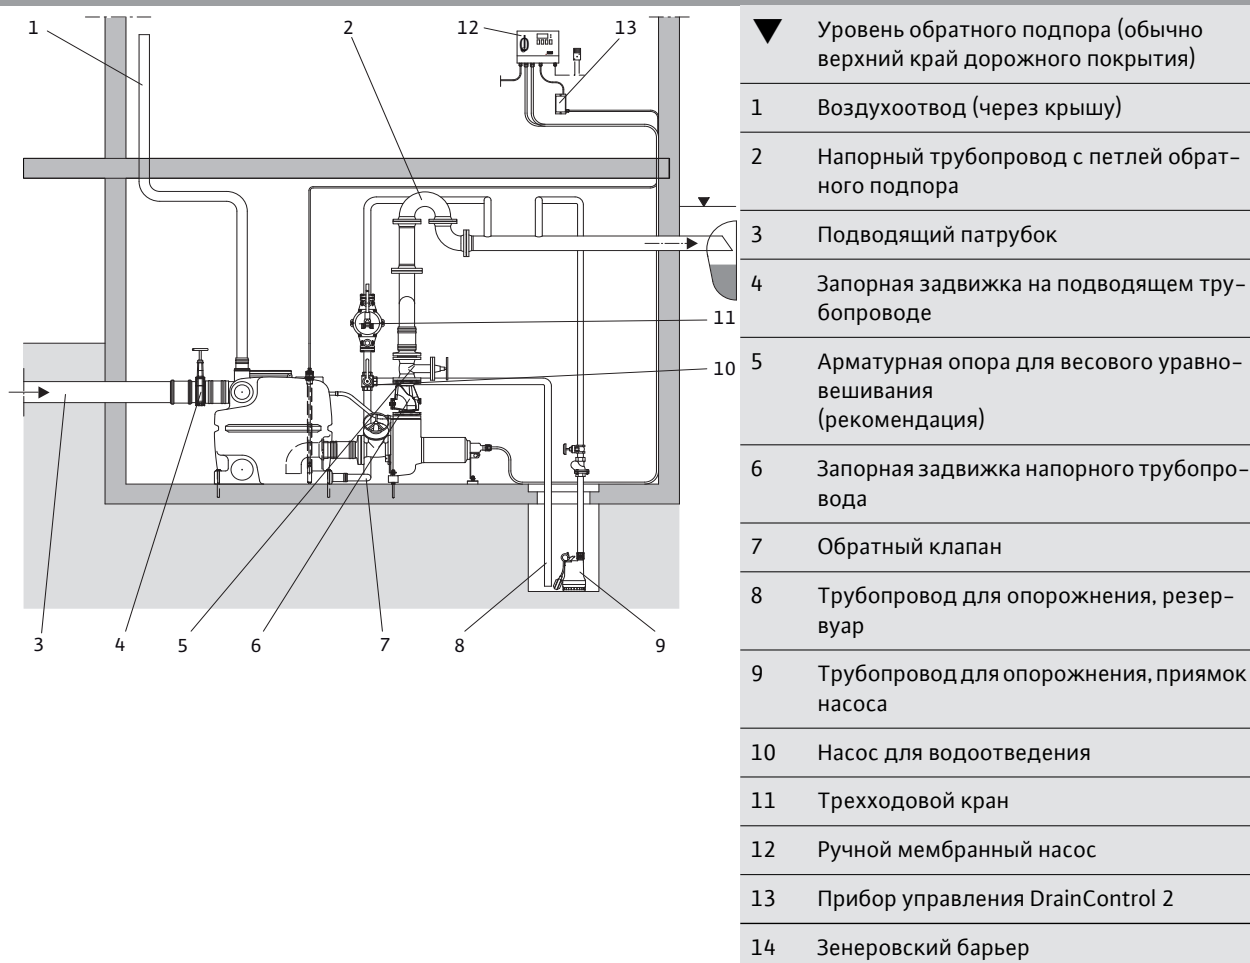 1 2 12 13
11
10
3 4 5 6 7 8 9
▼ Уровень обратного подпора (обычно
верхний край дорожного покрытия)
1 Воздухоотвод (через крышу)
2 Напорный трубопровод с петлей обрат-
ного подпора
3 Подводящий патрубок
4 Запорная задвижка на подводящем тру-
бопроводе
5 Арматурная опора для весового уравно-
вешивания
(рекомендация)
6 Запорная задвижка напорного трубопро-
вода
7 Обратный клапан
8 Трубопровод для опорожнения, резер-
вуар
9 Трубопровод для опорожнения, приямок
насоса
10 Насос для водоотведения
11 Трехходовой кран
12 Ручной мембранный насос
13 Прибор управления DrainControl 2
14 Зенеровский барьер